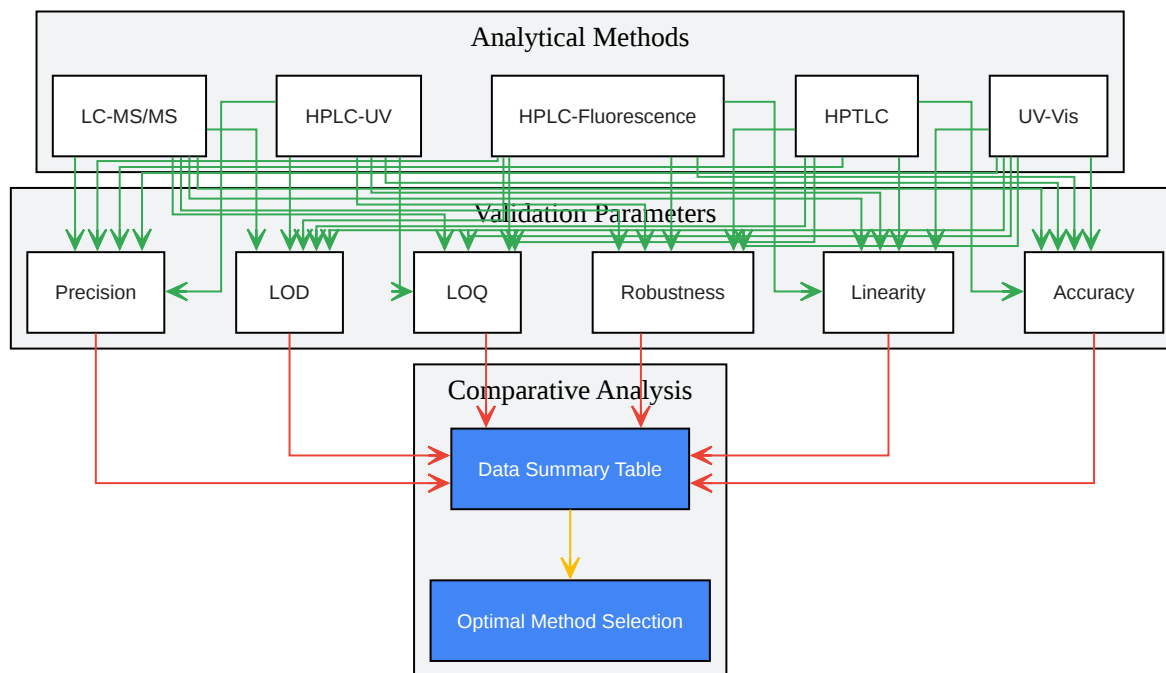 Analytical Methods
LC-MS/MS
HPLC-UV
HPLC-Fluorescence
HPTLC
UV-Vis
Validation Parameters
Precision
LOD
LOQ
Robustness
Linearity
Accuracy
Comparative Analysis
Data Summary Table
Optimal Method Selection